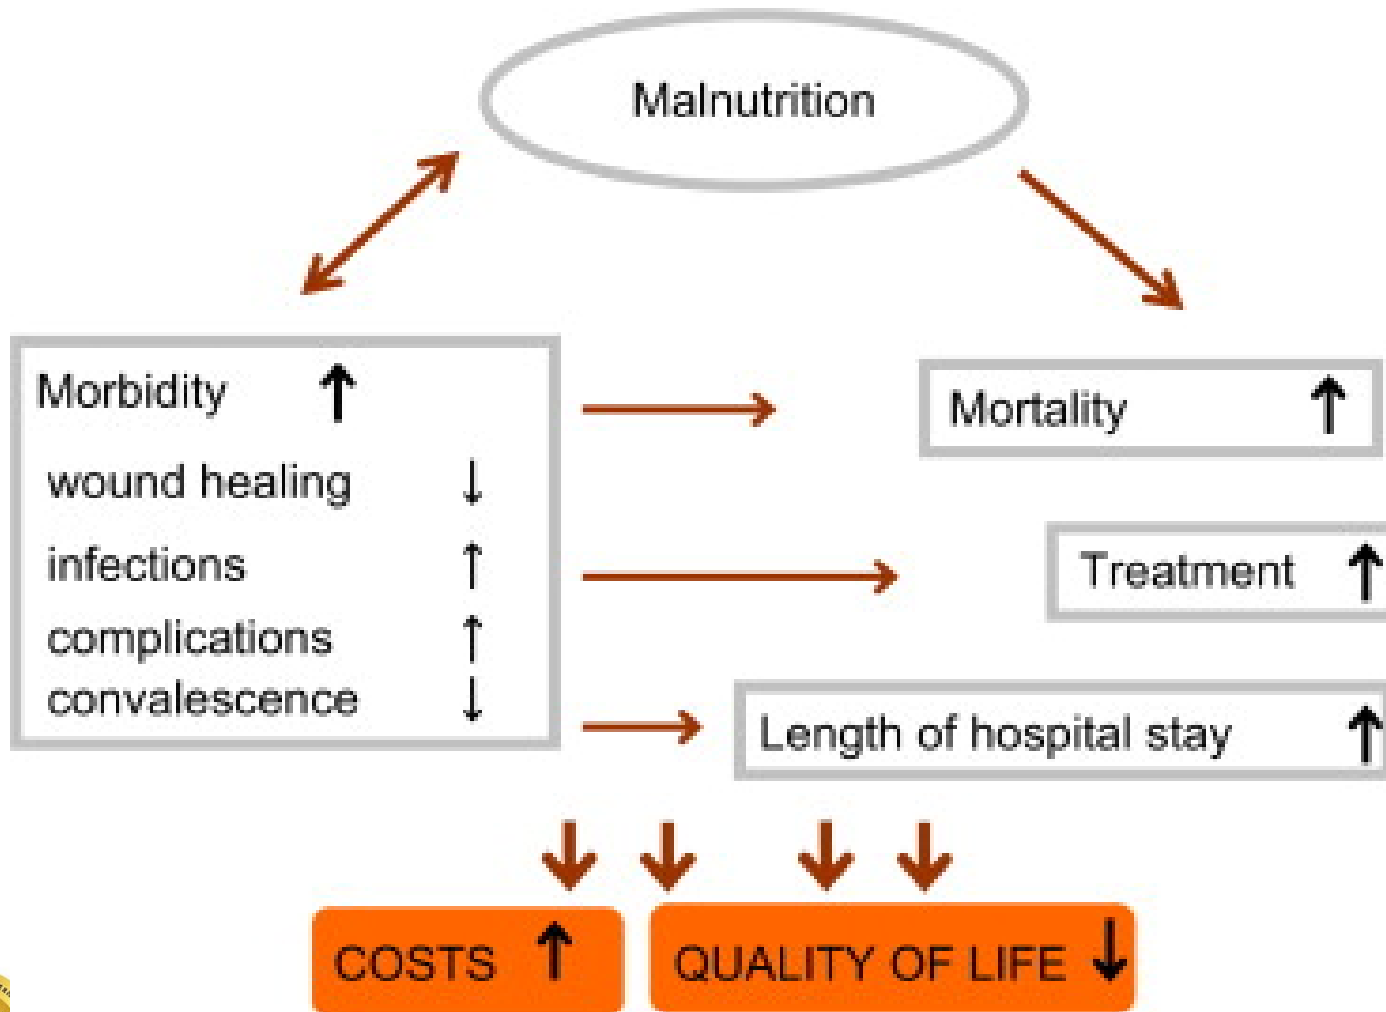 Malnutrition
Morbidity ↑
wound healing ↓
infections ↑
complications ↑
convalescence ↓
Mortality ↑
Treatment ↑
Length of hospital stay ↑
COSTS ↑
QUALITY OF LIFE ↓